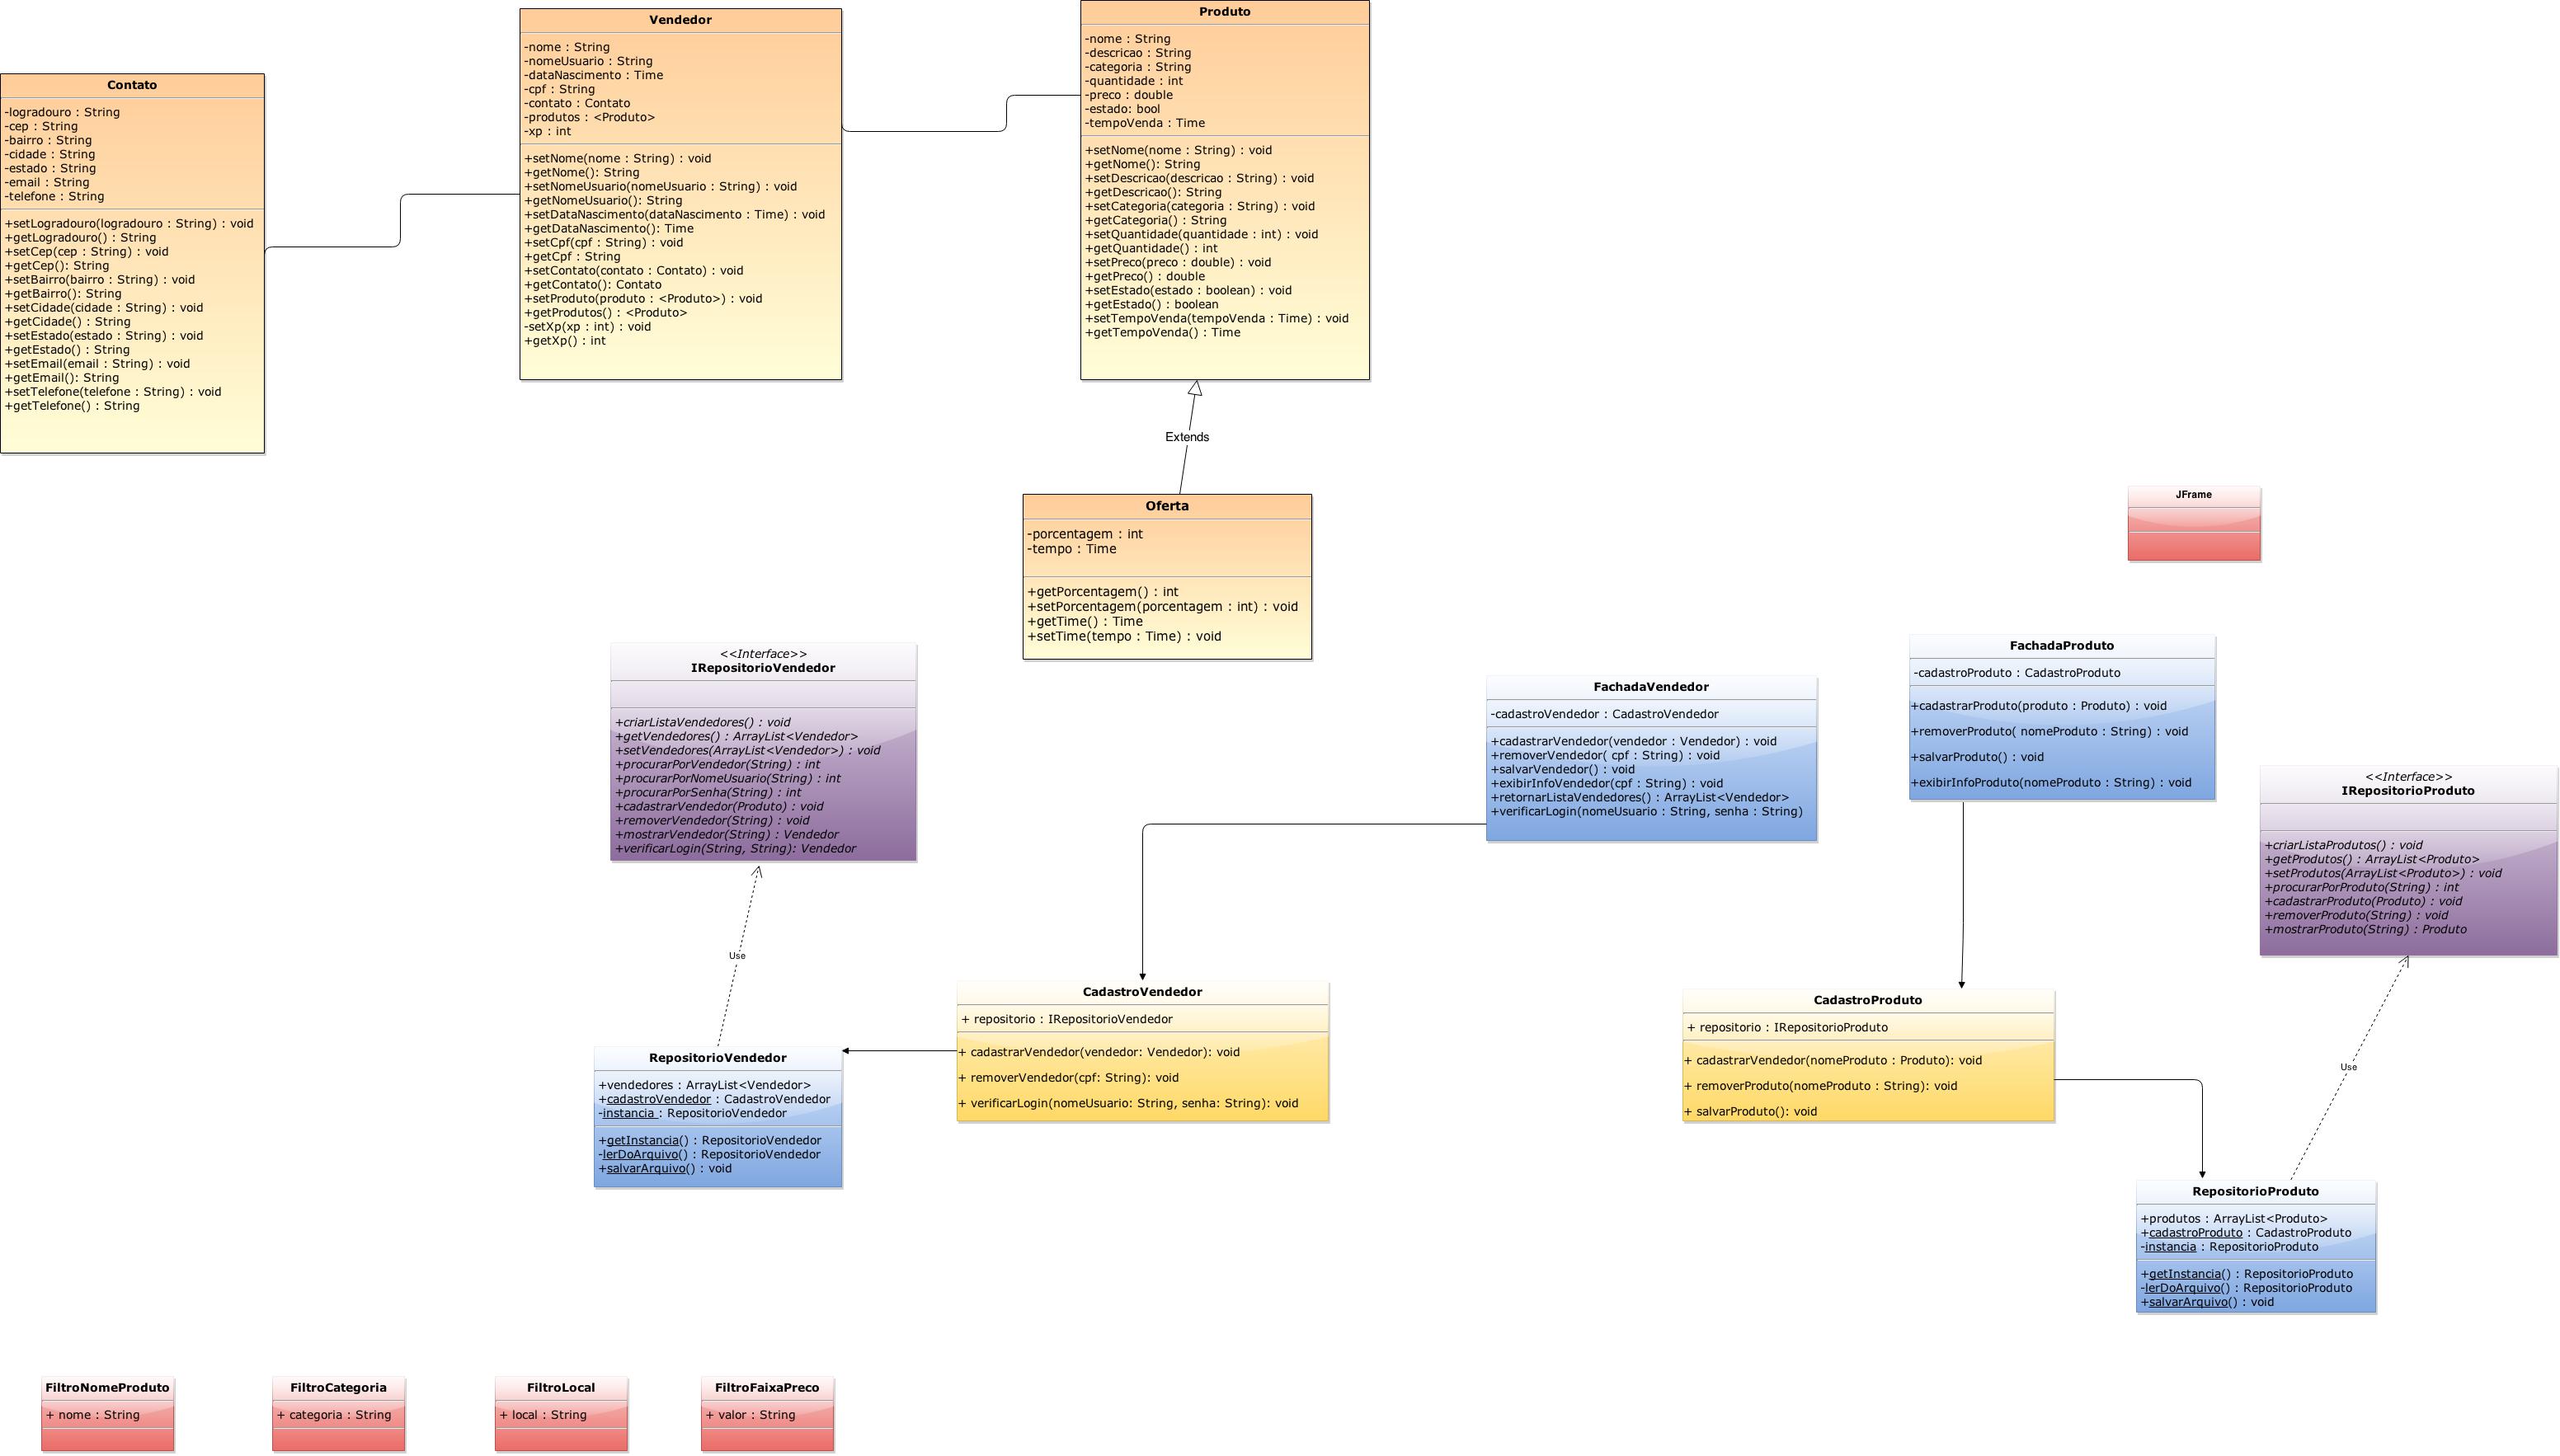 Contato
-logradouro : String
-cep : String
-bairro : String
-cidade : String
-estado : String
-email : String
-telefone : String
+setLogradouro(logradouro : String) : void
+getLogradouro() : String
+setCep(cep : String) : void
+getCep(): String
+setBairro(bairro : String) : void
+getBairro(): String
+setCidade(cidade : String) : void
+getCidade() : String
+setEstado(estado : String) : void
+getEstado() : String
+setEmail(email : String) : void
+getEmail(): String
+setTelefone(telefone : String) : void
+getTelefone() : String
Vendedor
-nome : String
-nomeUsuario : String
-dataNascimento : Time
-cpf : String
-contato : Contato
-produtos : <Produto>
-xp : int
+setNome(nome : String) : void
+getNome(): String
+setNomeUsuario(nomeUsuario : String) : void
+getNomeUsuario(): String
+setDataNascimento(dataNascimento : Time) : void
+getDataNascimento(): Time
+setCpf(cpf : String) : void
+getCpf : String
+setContato(contato : Contato) : void
+getContato(): Contato
+setProduto(produto : <Produto>) : void
+getProdutos() : <Produto>
-setXp(xp : int) : void
+getXp() : int
Produto
-nome : String
-descricao : String
-categoria : String
-quantidade : int
-preco : double
-estado: bool
-tempoVenda : Time
+setNome(nome : String) : void
+getNome(): String
+setDescricao(descricao : String) : void
+getDescricao(): String
+setCategoria(categoria : String) : void
+getCategoria() : String
+setQuantidade(quantidade : int) : void
+getQuantidade() : int
+setPreco(preco : double) : void
+getPreco() : double
+setEstado(estado : boolean) : void
+getEstado() : boolean
+setTempoVenda(tempoVenda : Time) : void
+getTempoVenda() : Time
Extends
Oferta
-porcentagem : int
-tempo : Time
+getPorcentagem() : int
+setPorcentagem(porcentagem : int) : void
+getTime() : Time
+setTime(tempo : Time) : void
JFrame
<<Interface>>
IRepositorioVendedor
+criarListaVendedores() : void
+getVendedores() : ArrayList<Vendedor>
+setVendedores(ArrayList<Vendedor>) : void
+procurarPorVendedor(String) : int
+procurarPorNomeUsuario(String) : int
+procurarPorSenha(String) : int
+cadastrarVendedor(Produto) : void
+removerVendedor(String) : void
+mostrarVendedor(String) : Vendedor
+verificarLogin(String, String): Vendedor
FachadaVendedor
-cadastroVendedor : CadastroVendedor
+cadastrarVendedor(vendedor : Vendedor) : void
+removerVendedor( cpf : String) : void
+salvarVendedor() : void
+exibirInfoVendedor(cpf : String) : void
+retornarListaVendedores() : ArrayList<Vendedor>
+verificarLogin(nomeUsuario : String, senha : String)
FachadaProduto
-cadastroProduto : CadastroProduto
+cadastrarProduto(produto : Produto) : void
+removerProduto( nomeProduto : String) : void
+salvarProduto() : void
+exibirInfoProduto(nomeProduto : String) : void
<<Interface>>
IRepositorioProduto
+criarListaProdutos() : void
+getProdutos() : ArrayList<Produto>
+setProdutos(ArrayList<Produto>) : void
+procurarPorProduto(String) : int
+cadastrarProduto(Produto) : void
+removerProduto(String) : void
+mostrarProduto(String) : Produto
Use
CadastroVendedor
+ repositorio : IRepositorioVendedor
+ cadastrarVendedor(vendedor: Vendedor): void
+ removerVendedor(cpf: String): void
+ verificarLogin(nomeUsuario: String, senha: String): void
CadastroProduto
+ repositorio : IRepositorioProduto
+ cadastrarVendedor(nomeProduto : Produto): void
+ removerProduto(nomeProduto : String): void
+ salvarProduto(): void
Use
RepositorioVendedor
+vendedores : ArrayList<Vendedor>
+cadastroVendedor : CadastroVendedor
-instancia : RepositorioVendedor
+getInstancia() : RepositorioVendedor
-lerDoArquivo() : RepositorioVendedor
+salvarArquivo() : void
RepositorioProduto
+produtos : ArrayList<Produto>
+cadastroProduto : CadastroProduto
-instancia : RepositorioProduto
+getInstancia() : RepositorioProduto
-lerDoArquivo() : RepositorioProduto
+salvarArquivo() : void
FiltroNomeProduto
+ nome : String
FiltroCategoria
+ categoria : String
FiltroLocal
+ local : String
FiltroFaixaPreco
+ valor : String